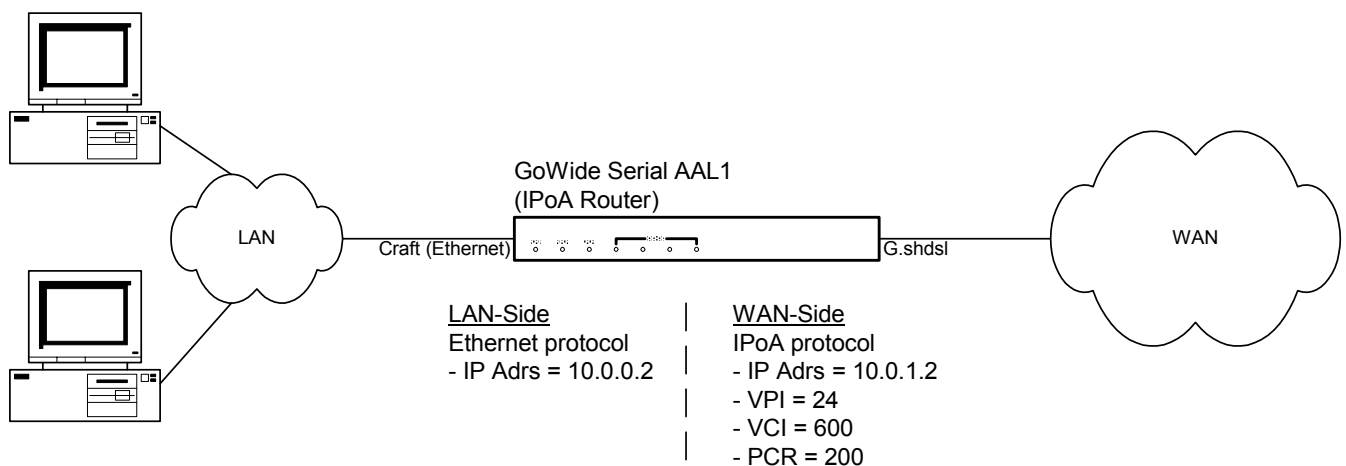 GoWide Serial AAL1
(IPoA Router)
LAN
Craft (Ethernet)
G.shdsl
WAN
LAN-Side
Ethernet protocol
- IP Adrs = 10.0.0.2
WAN-Side
IPoA protocol
- IP Adrs = 10.0.1.2
- VPI = 24
- VCI = 600
- PCR = 200